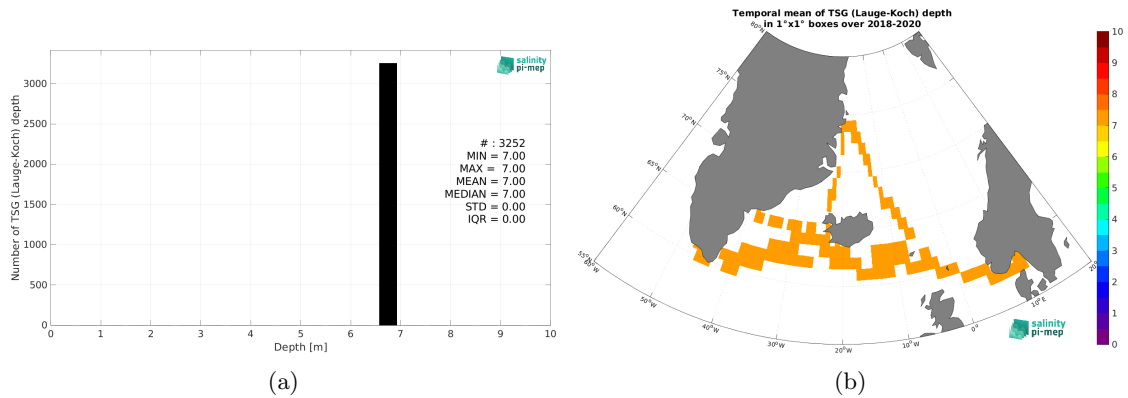 salinity
pi-mep
Number of TSG (Lauge-Koch) depth
3000
2500
2000
1500
1000
500
0
# : 3252
MIN = 7.00
MAX = 7.00
MEAN = 7.00
MEDIAN = 7.00
STD = 0.00
IQR = 0.00
0 1 2 3 4 5 6 7 8 9 10
Depth [m]
(a)
Temporal mean of TSG (Lauge-Koch) depth
in 1°x1° boxes over 2018-2020
80°N
75°N
70°N
65°N
60°N
55°N
60°W
50°W
40°W
30°W
20°W
10°W
0°
10°E
10
9
8
7
6
5
4
3
2
1
0
salinity
pi-mep
(b)